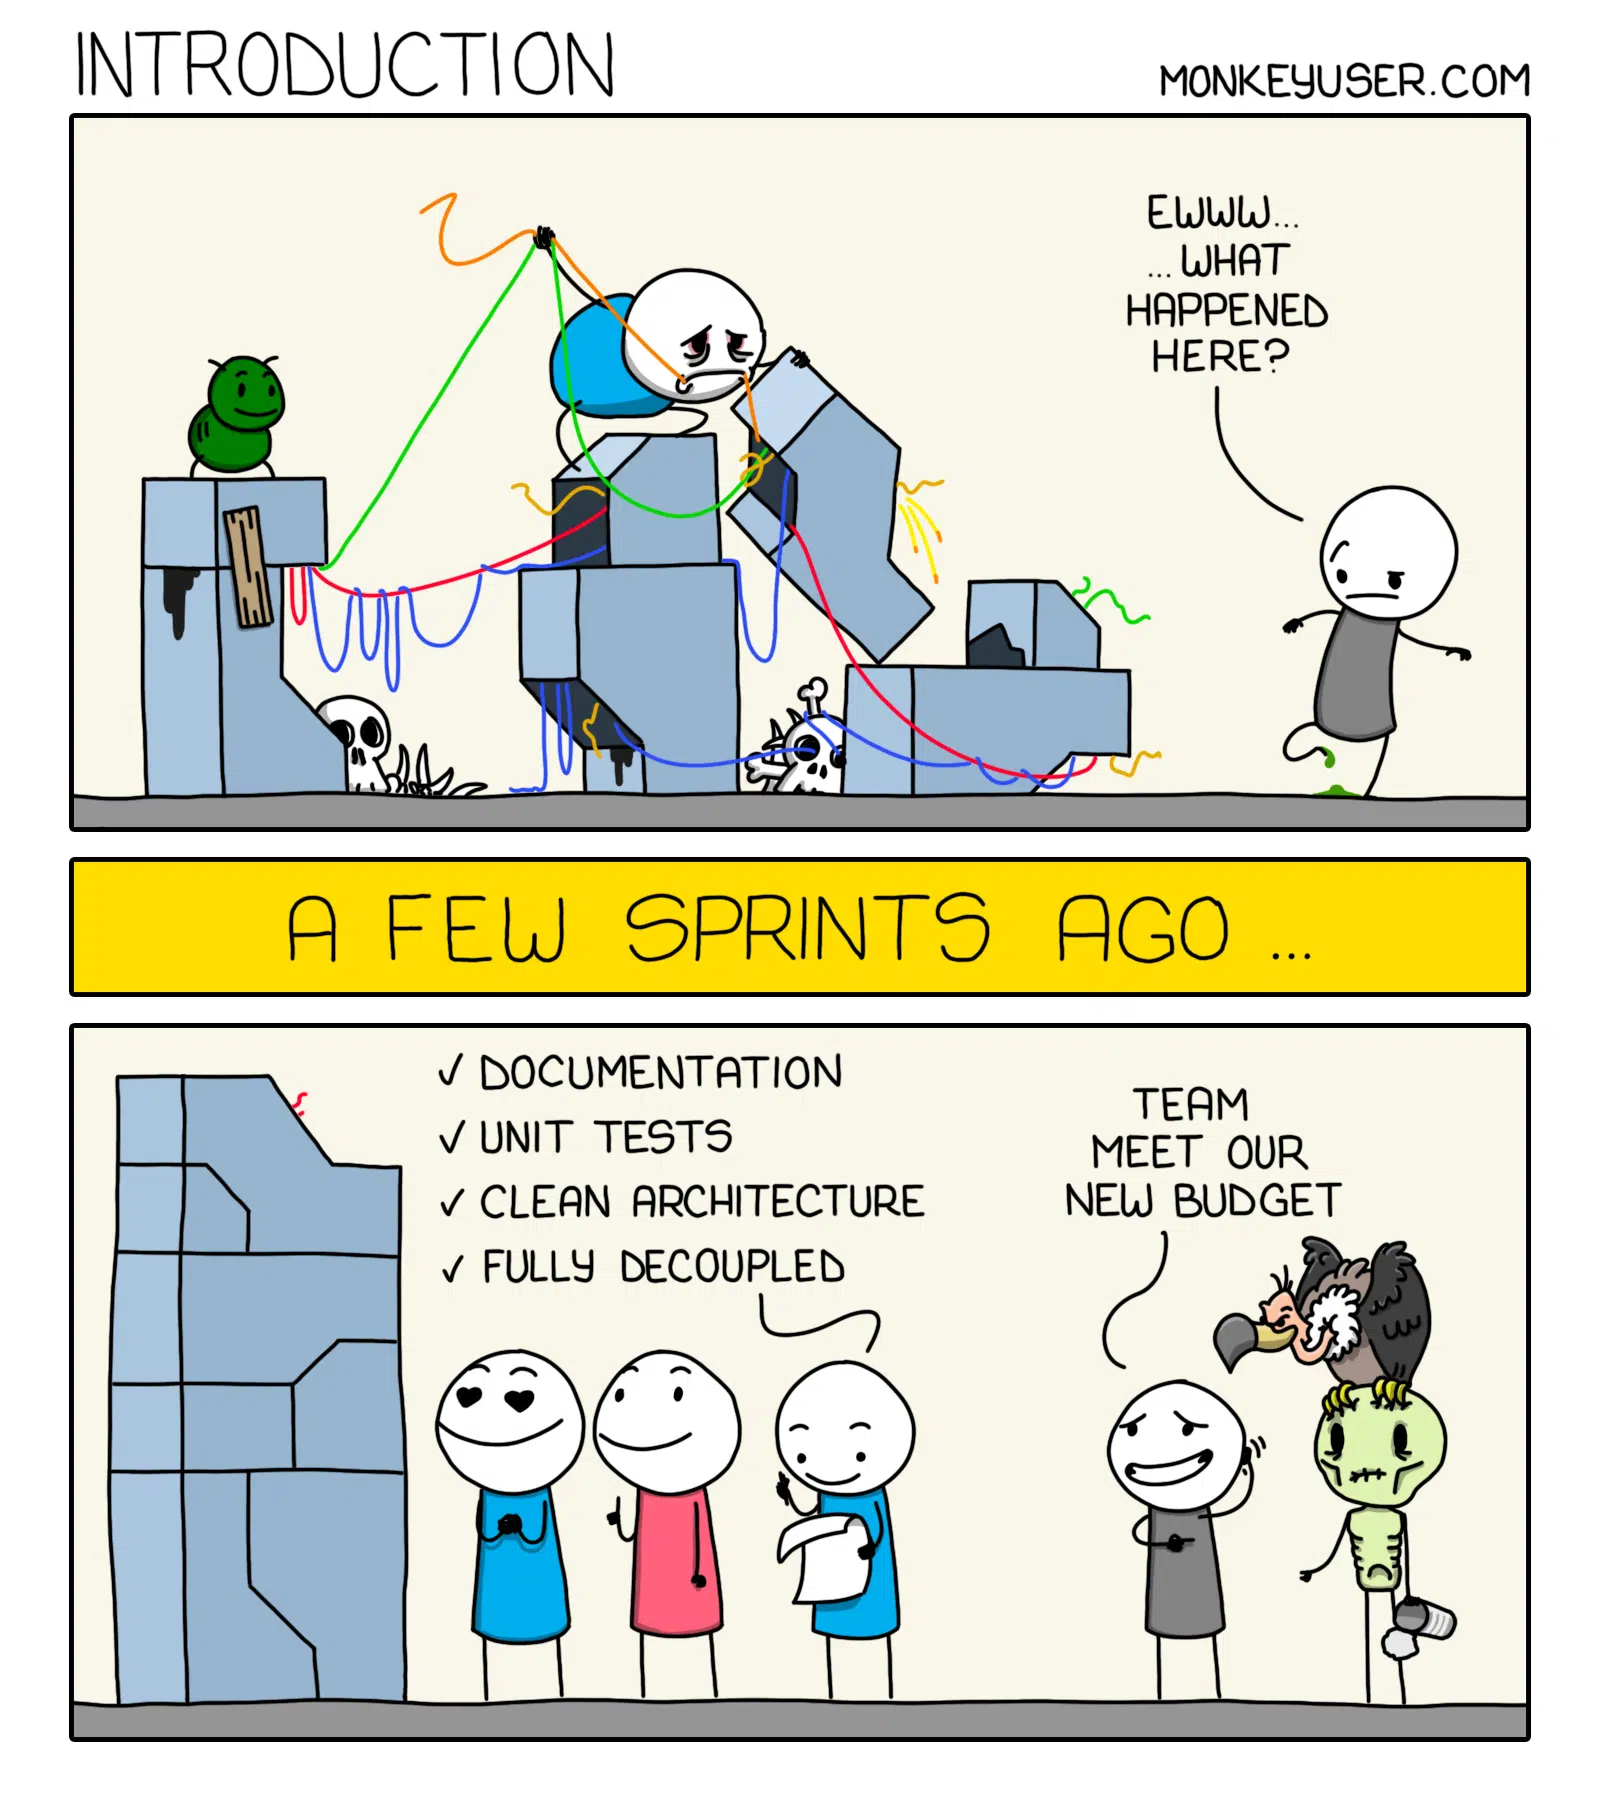 INTRODUCTION
MONKEYUSER.COM
EWWW...
...WHAT
HAPPENED
HERE?
A FEW SPRINTS AGO ...
✓ DOCUMENTATION
✓ UNIT TESTS
✓ CLEAN ARCHITECTURE
✓ FULLY DECOUPLED
TEAM
MEET OUR
NEW BUDGET